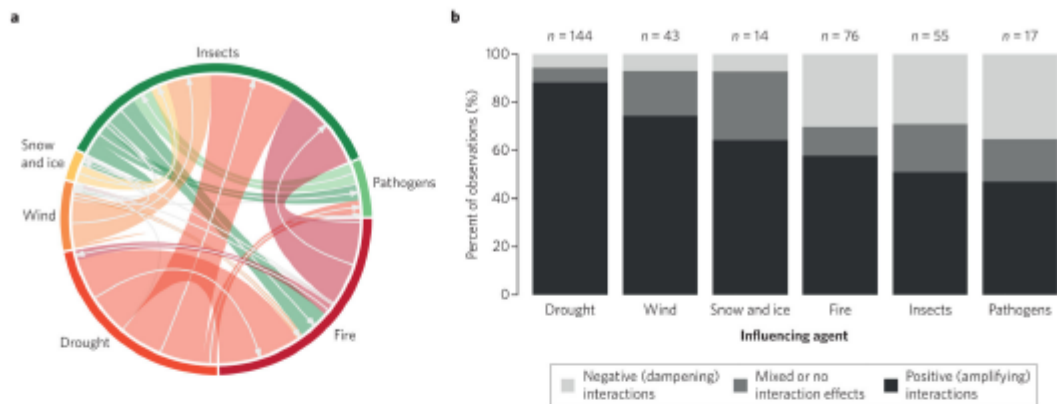 a
Insects
Snow
and ice
Pathogens
Wind
Drought
Fire
b
n = 144
n = 43
n = 14
n = 76
n = 55
n = 17
100
80
60
40
20
0
Percent of observations (%)
Drought
Wind
Snow and ice
Fire
Insects
Pathogens
Influencing agent
Negative (dampening)
interactions
Mixed or no
interaction effects
Positive (amplifying)
interactions